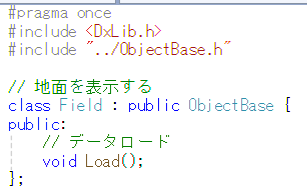 #pragma once
#include <DxLib.h>
#include "../ObjectBase.h"

// 地面を表示する
class Field : public ObjectBase {
public:
    // データロード
    void Load();
};